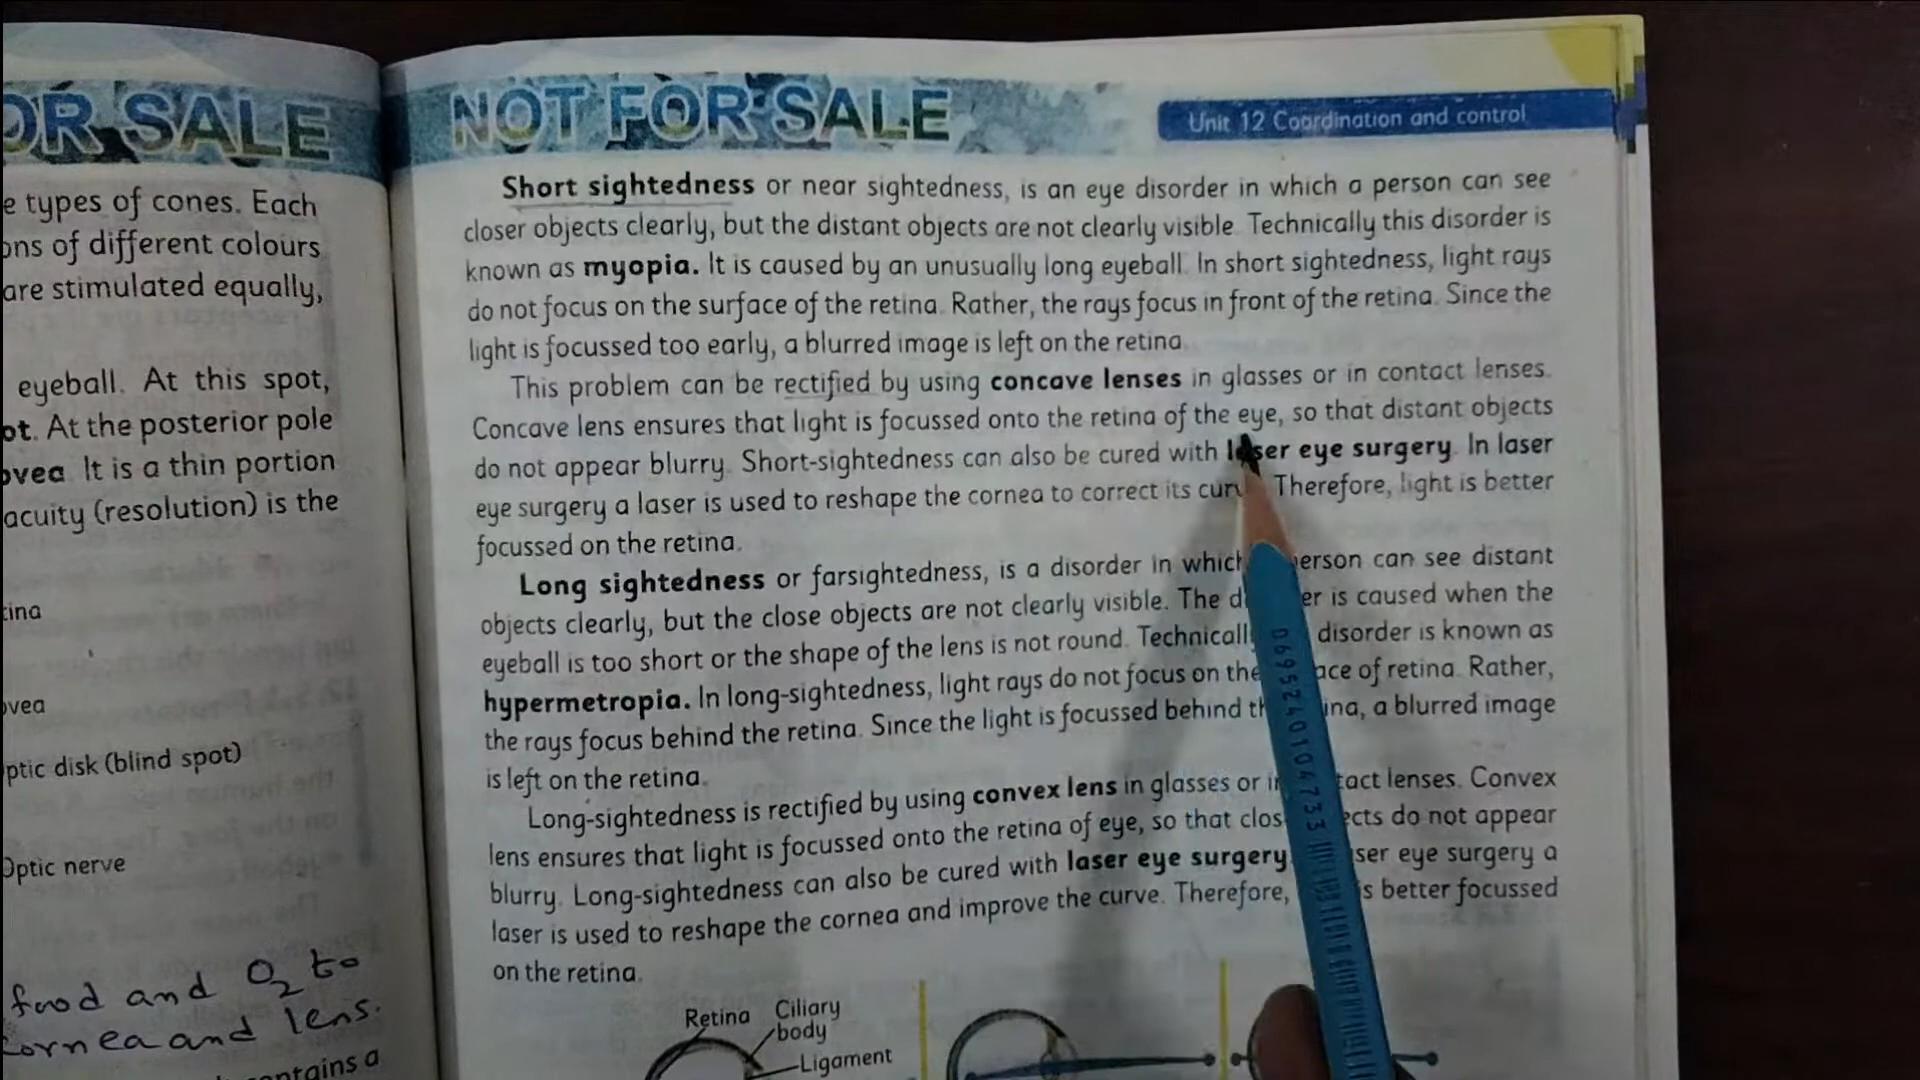 OR SALE
e types of cones. Each
ons of different colours
are stimulated equally,
eyeball. At this spot,
ot. At the posterior pole
ovea. It is a thin portion
acuity (resolution) is the
tina
ovea
ptic disk (blind spot)
Optic nerve
food and O2 to
cornea and lens.
ntains a
NOT FOR SALE
Unit 12 Coordination and control
Short sightedness or near sightedness, is an eye disorder in which a person can see
closer objects clearly, but the distant objects are not clearly visible. Technically this disorder is
known as myopia. It is caused by an unusually long eyeball. In short sightedness, light rays
do not focus on the surface of the retina. Rather, the rays focus in front of the retina. Since the
light is focussed too early, a blurred image is left on the retina.
This problem can be rectified by using concave lenses in glasses or in contact lenses.
Concave lens ensures that light is focussed onto the retina of the eye, so that distant objects
do not appear blurry. Short-sightedness can also be cured with laser eye surgery. In laser
eye surgery a laser is used to reshape the cornea to correct its curv Therefore, light is better
focussed on the retina.
Long sightedness or farsightedness, is a disorder in which person can see distant
objects clearly, but the close objects are not clearly visible. The d er is caused when the
eyeball is too short or the shape of the lens is not round. Technicall disorder is known as
hypermetropia. In long-sightedness, light rays do not focus on the ace of retina. Rather,
the rays focus behind the retina. Since the light is focussed behind th ina, a blurred image
is left on the retina.
Long-sightedness is rectified by using convex lens in glasses or in tact lenses. Convex
lens ensures that light is focussed onto the retina of eye, so that clos ects do not appear
blurry. Long-sightedness can also be cured with laser eye surgery. ser eye surgery a
laser is used to reshape the cornea and improve the curve. Therefore, is better focussed
on the retina.
Retina
Ciliary
body
Ligament
0695240104733